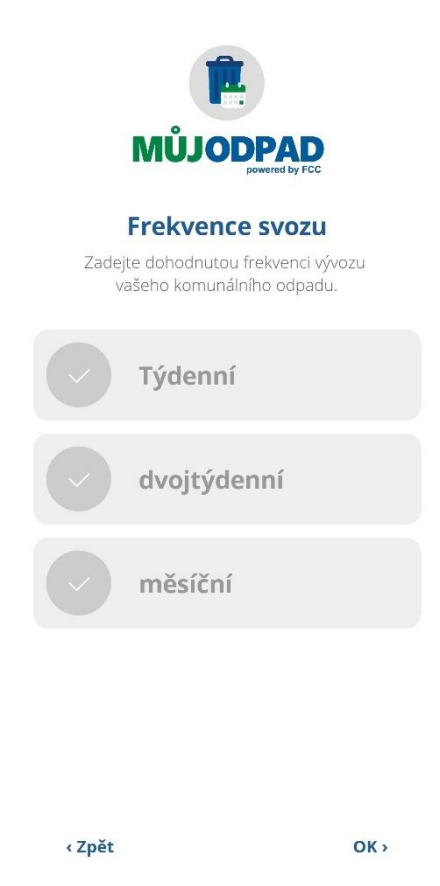 MŮJODPAD
powered by FCC
Frekvence svozu
Zadejte dohodnutou frekvenci vývozu
vašeho komunálního odpadu.
Týdenní
dvojtýdenní
měsíční
‹ Zpět
OK ›